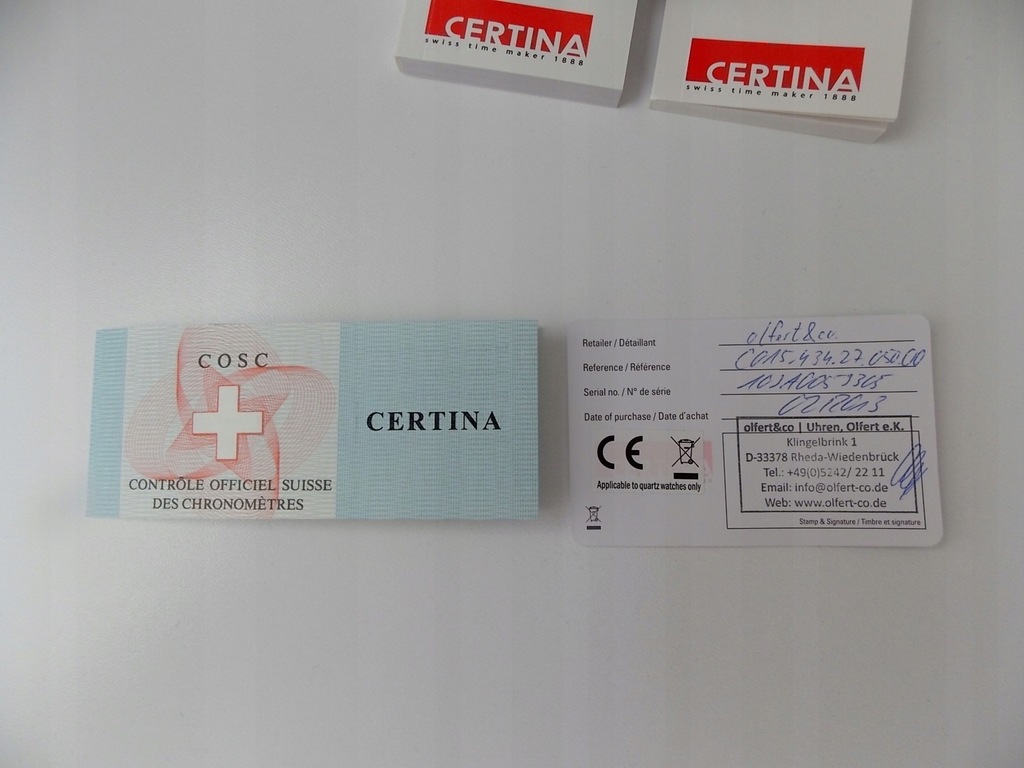 CERTINA
swiss time maker 1888
CERTINA
swiss time maker 1888
COSC
CONTRÔLE OFFICIEL SUISSE
DES CHRONOMÈTRES
CERTINA
Retailer / Détaillant olfert&co.
Reference / Référence C015.434.27.050.00
Serial no. / N° de série
Date of purchase / Date d'achat
CE
Applicable to quartz watches only
olfert&co | Uhren, Olfert e.K.
Klingelbrink 1
D-33378 Rheda-Wiedenbrück
Tel.: +49(0)5242/ 22 11
Email: info@olfert-co.de
Web: www.olfert-co.de
Stamp & Signature / Timbre et signature